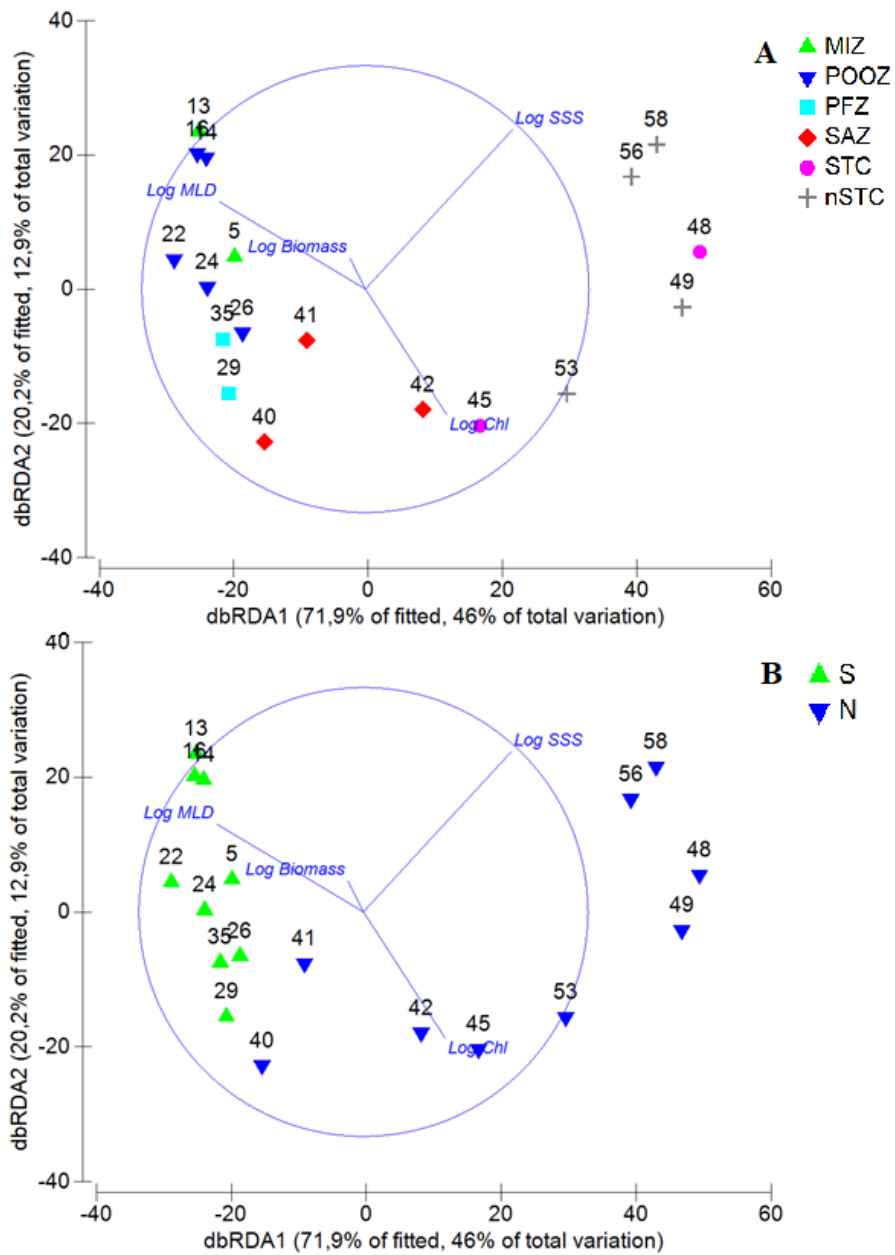 A
MIZ
POOZ
PFZ
SAZ
STC
nSTC
40
20
0
-20
-40
dbRDA2 (20,2% of fitted, 12,9% of total variation)
13
16 14
Log SSS
58
56
Log MLD
Log Biomass
22
5
24
48
49
35 26
41
29
53
40
42
45
Log Chl
-40
-20
0
20
40
60
dbRDA1 (71,9% of fitted, 46% of total variation)
B
S
N
40
20
0
-20
-40
dbRDA2 (20,2% of fitted, 12,9% of total variation)
13
16 14
Log SSS
58
56
Log MLD
Log Biomass
22
5
24
48
49
35 26
41
29
53
40
42
45
Log Chl
-40
-20
0
20
40
60
dbRDA1 (71,9% of fitted, 46% of total variation)